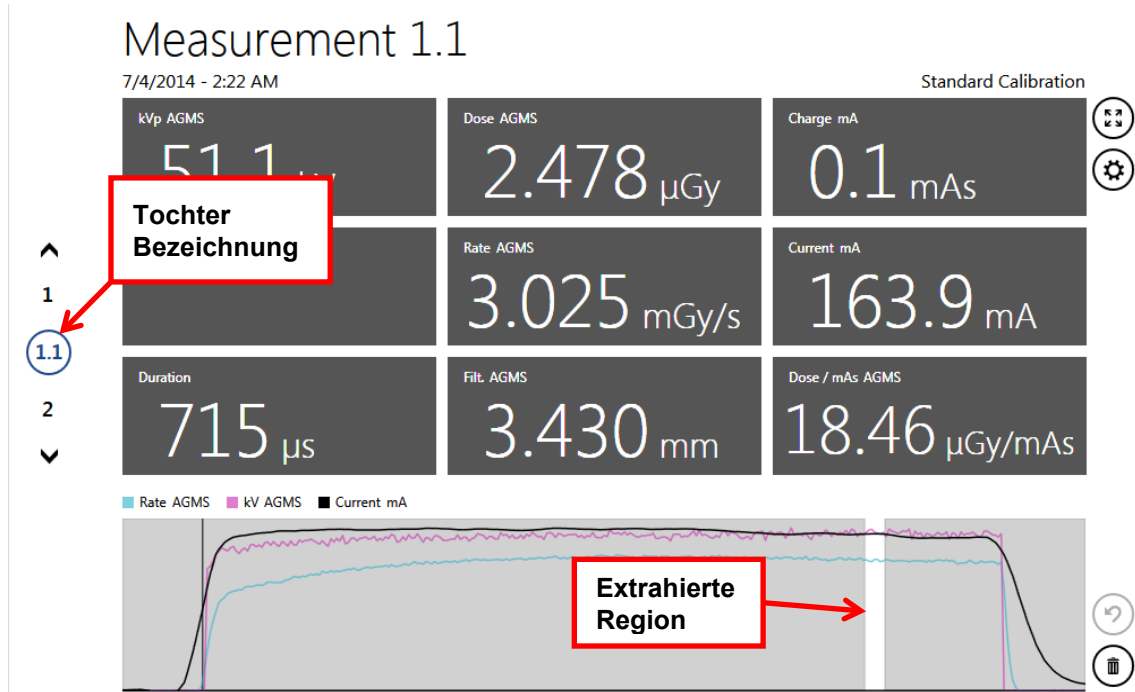 Measurement 1.1
7/4/2014 - 2:22 AM
Standard Calibration
kVp AGMS
51.1
Dose AGMS
2.478 µGy
Charge mA
0.1 mAs
Tochter
Bezeichnung
Rate AGMS
3.025 mGy/s
Current mA
163.9 mA
1
1.1
2
Duration
715 µs
Filt. AGMS
3.430 mm
Dose / mAs AGMS
18.46 µGy/mAs
Rate AGMS
kV AGMS
Current mA
Extrahierte
Region